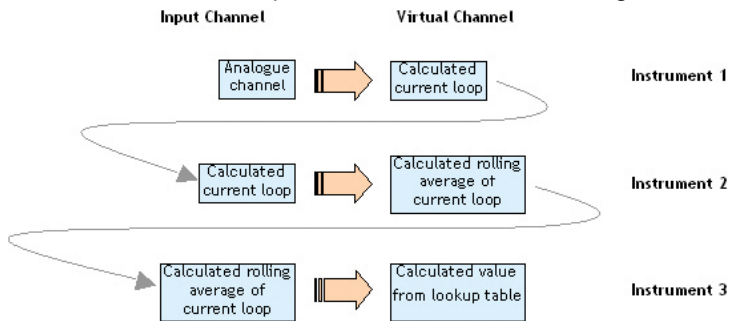 Input Channel
Virtual Channel
Analogue
channel
Calculated
current loop
Instrument 1
Calculated
current loop
Calculated rolling
average of
current loop
Instrument 2
Calculated rolling
average of
current loop
Calculated value
from lookup table
Instrument 3